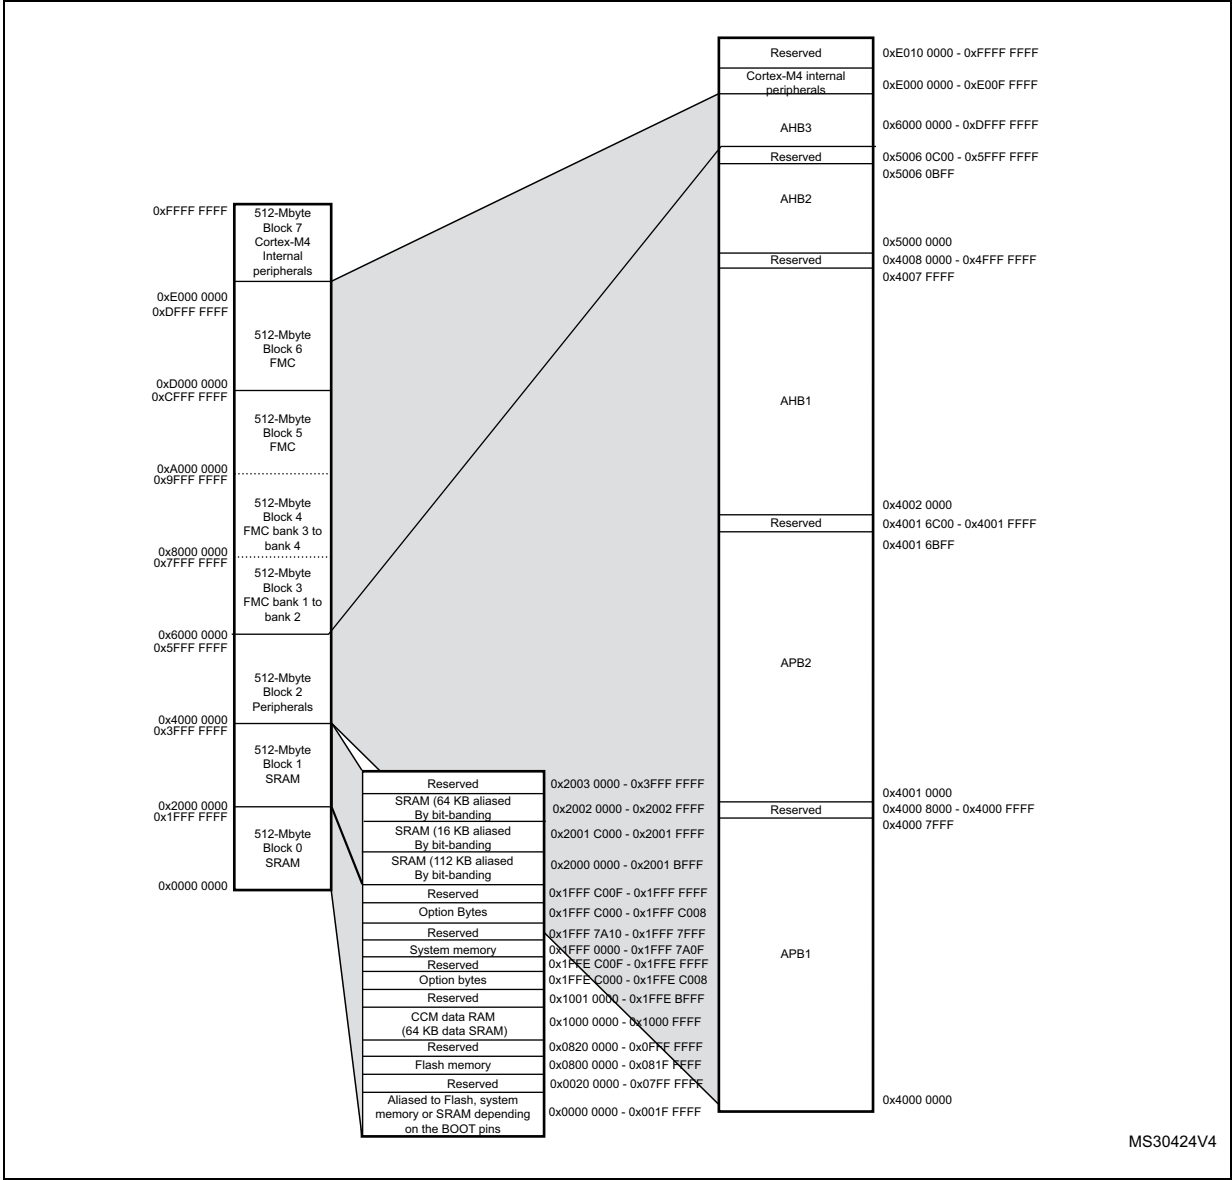 0xFFFF FFFF
512-Mbyte
Block 7
Cortex-M4
Internal
peripherals
0xE000 0000
0xDFFF FFFF
512-Mbyte
Block 6
FMC
0xD000 0000
0xCFFF FFFF
512-Mbyte
Block 5
FMC
0xA000 0000
0x9FFF FFFF
512-Mbyte
Block 4
FMC bank 3 to
bank 4
0x8000 0000
0x7FFF FFFF
512-Mbyte
Block 3
FMC bank 1 to
bank 2
0x6000 0000
0x5FFF FFFF
512-Mbyte
Block 2
Peripherals
0x4000 0000
0x3FFF FFFF
512-Mbyte
Block 1
SRAM
0x2000 0000
0x1FFF FFFF
512-Mbyte
Block 0
SRAM
0x0000 0000
Reserved 0x2003 0000 - 0x3FFF FFFF
SRAM (64 KB aliased
By bit-banding
0x2002 0000 - 0x2002 FFFF
SRAM (16 KB aliased
By bit-banding
0x2001 C000 - 0x2001 FFFF
SRAM (112 KB aliased
By bit-banding
0x2000 0000 - 0x2001 BFFF
Reserved 0x1FFF C00F - 0x1FFF FFFF
Option Bytes 0x1FFF C000 - 0x1FFF C008
Reserved 0x1FFF 7A10 - 0x1FFF 7FFF
System memory 0x1FFF 0000 - 0x1FFF 7A0F
Reserved 0x1FFE C00F - 0x1FFE FFFF
Option bytes 0x1FFE C000 - 0x1FFE C008
Reserved 0x1001 0000 - 0x1FFE BFFF
CCM data RAM
(64 KB data SRAM)
0x1000 0000 - 0x1000 FFFF
Reserved 0x0820 0000 - 0x0FFF FFFF
Flash memory 0x0800 0000 - 0x081F FFFF
Reserved 0x0020 0000 - 0x07FF FFFF
Aliased to Flash, system
memory or SRAM depending
on the BOOT pins
0x0000 0000 - 0x001F FFFF
Reserved 0xE010 0000 - 0xFFFF FFFF
Cortex-M4 internal
peripherals
0xE000 0000 - 0xE00F FFFF
AHB3 0x6000 0000 - 0xDFFF FFFF
Reserved 0x5006 0C00 - 0x5FFF FFFF
0x5006 0BFF
AHB2
0x5000 0000
Reserved 0x4008 0000 - 0x4FFF FFFF
0x4007 FFFF
AHB1
0x4002 0000
Reserved 0x4001 6C00 - 0x4001 FFFF
0x4001 6BFF
APB2
0x4001 0000
Reserved 0x4000 8000 - 0x4000 FFFF
0x4000 7FFF
APB1
0x4000 0000
MS30424V4